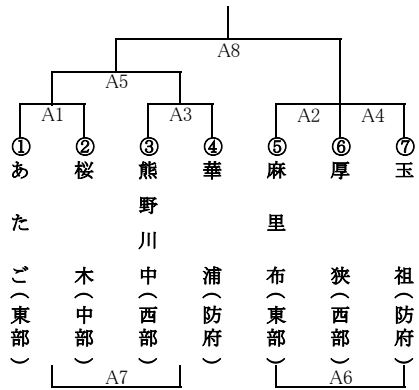 A8
A5
A1
A3
A2
A4
①あたご(東部)
②桜木(中部)
③熊野川中(西部)
④華浦(防府)
⑤麻里布(東部)
⑥厚狭(西部)
⑦玉祖(防府)
A7
A6